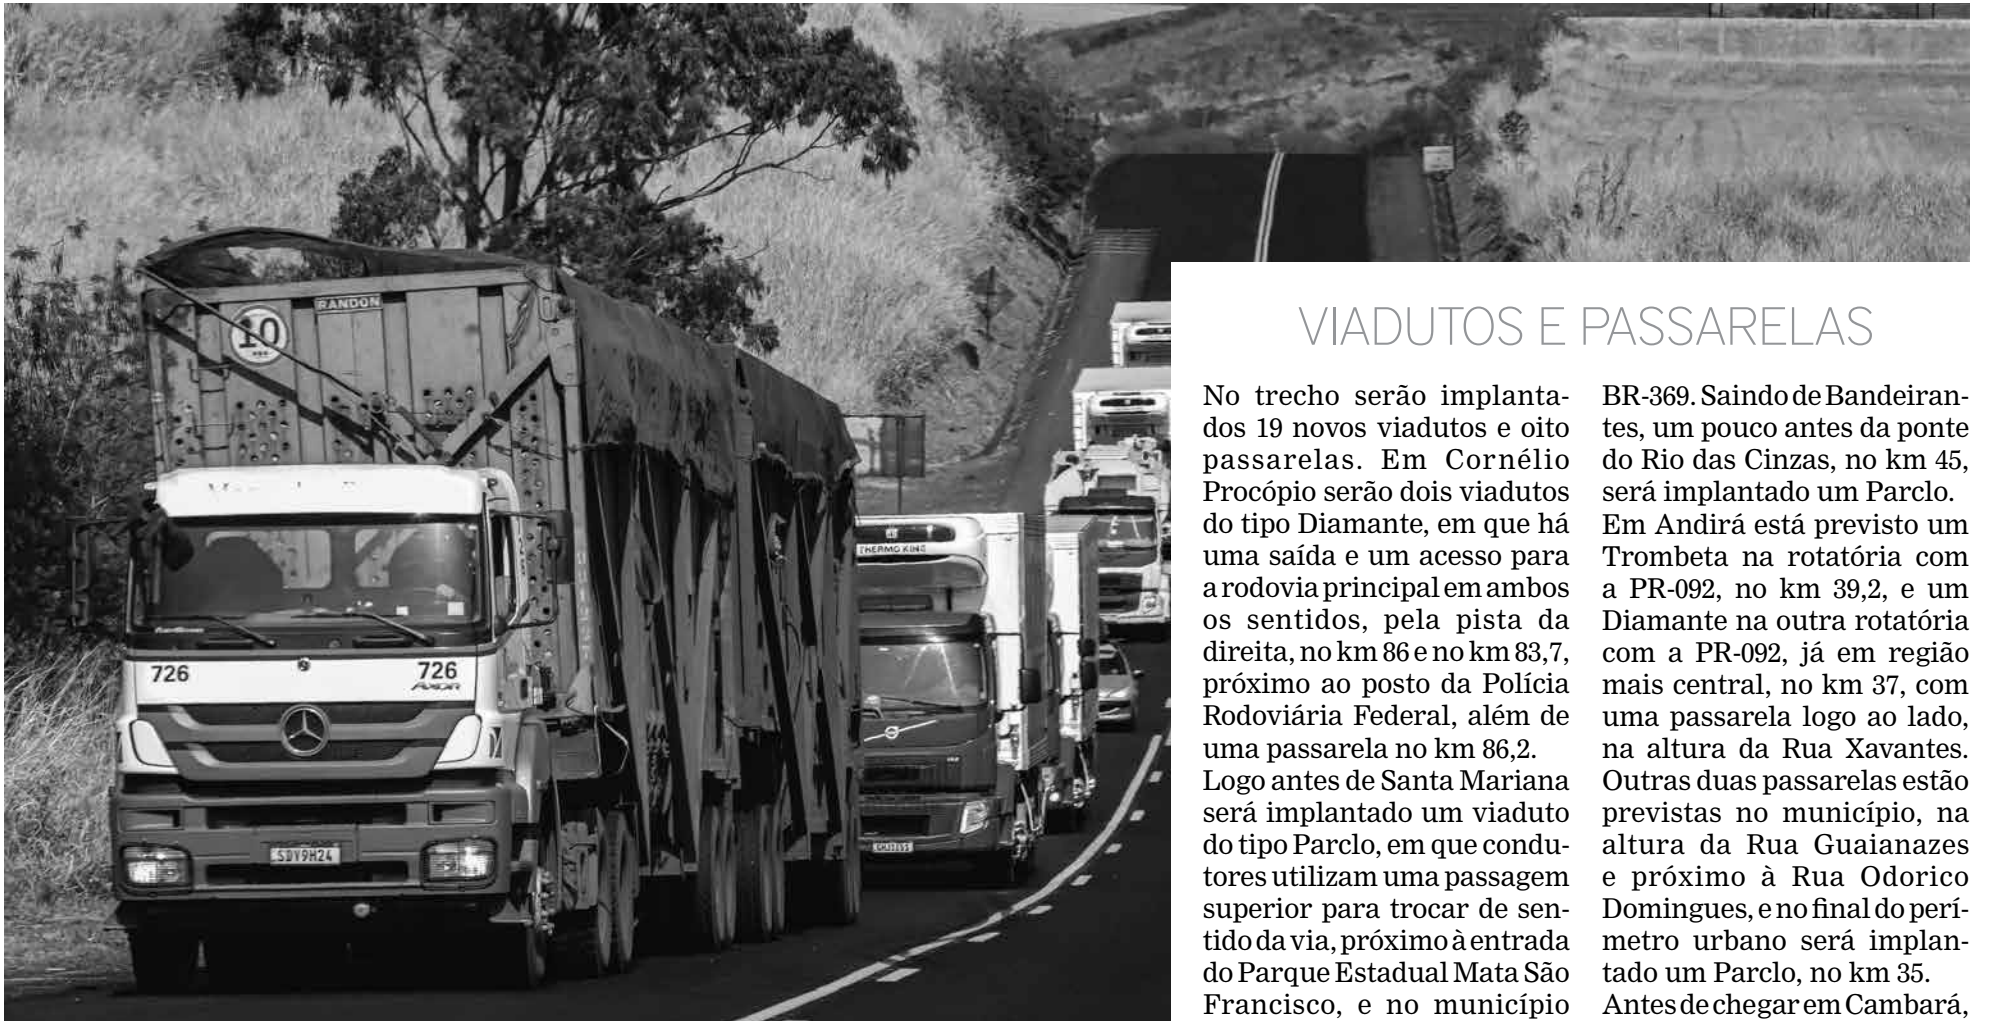 RANDON
10
THERMO KING
726
726
AXOR
SDV9H24
VIADUTOS E PASSARELAS
No trecho serão implanta-
dos 19 novos viadutos e oito
passarelas. Em Cornélio
Procópio serão dois viadutos
do tipo Diamante, em que há
uma saída e um acesso para
a rodovia principal em ambos
os sentidos, pela pista da
direita, no km 86 e no km 83,7,
próximo ao posto da Polícia
Rodoviária Federal, além de
uma passarela no km 86,2.
Logo antes de Santa Mariana
será implantado um viaduto
do tipo Parclo, em que condu-
tores utilizam uma passagem
superior para trocar de sen-
tido da via, próximo à entrada
do Parque Estadual Mata São
Francisco, e no município
BR-369. Saindo de Bandeiran-
tes, um pouco antes da ponte
do Rio das Cinzas, no km 45,
será implantado um Parclo.
Em Andirá está previsto um
Trombeta na rotatória com
a PR-092, no km 39,2, e um
Diamante na outra rotatória
com a PR-092, já em região
mais central, no km 37, com
uma passarela logo ao lado,
na altura da Rua Xavantes.
Outras duas passarelas estão
previstas no município, na
altura da Rua Guaianazes
e próximo à Rua Odorico
Domingues, e no final do perí-
metro urbano será implan-
tado um Parclo, no km 35.
Antes de chegar em Cambará,